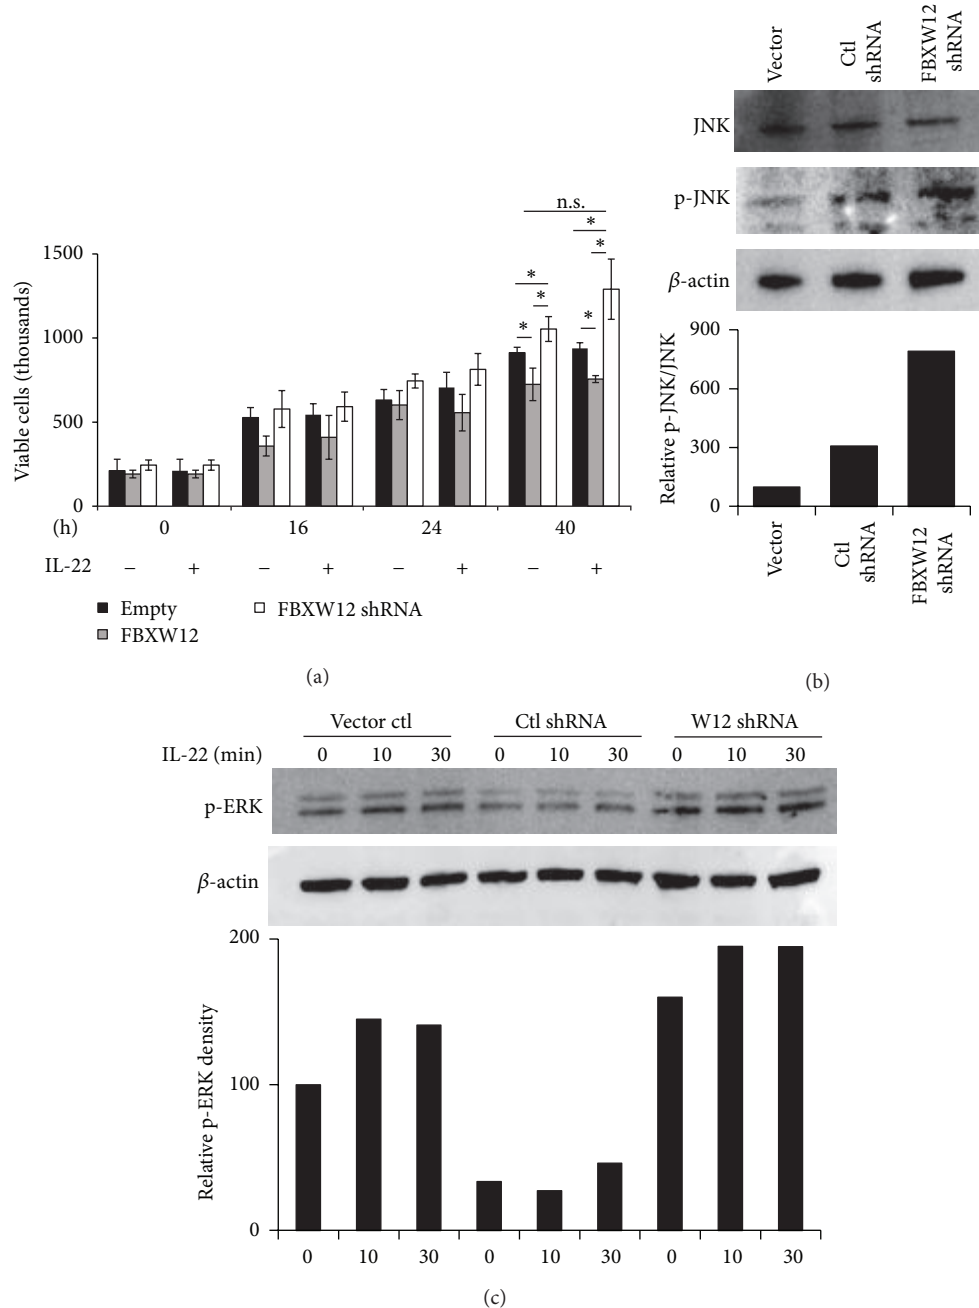 n.s.
*
*
*
*
*
*
*
Viable cells (thousands)
1500
1000
500
0
(h) 0 16 24 40
IL-22 − + − + − + − +
Empty
FBXW12
FBXW12 shRNA
(a)
Vector
Ctl
shRNA
FBXW12
shRNA
JNK
p-JNK
β-actin
Relative p-JNK/JNK
900
600
300
0
Vector
Ctl
shRNA
FBXW12
shRNA
(b)
Vector ctl Ctl shRNA W12 shRNA
IL-22 (min) 0 10 30 0 10 30 0 10 30
p-ERK
β-actin
Relative p-ERK density
200
100
0
0 10 30 0 10 30 0 10 30
(c)